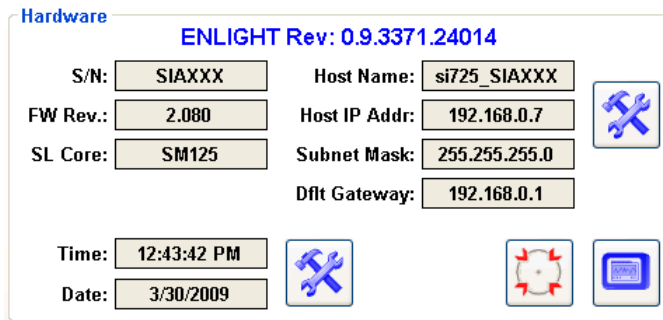 Hardware
ENLIGHT Rev: 0.9.3371.24014
S/N: SIAXXX Host Name: si725_SIAXXX
FW Rev.: 2.080 Host IP Addr: 192.168.0.7
SL Core: SM125 Subnet Mask: 255.255.255.0
Dflt Gateway: 192.168.0.1
Time: 12:43:42 PM
Date: 3/30/2009